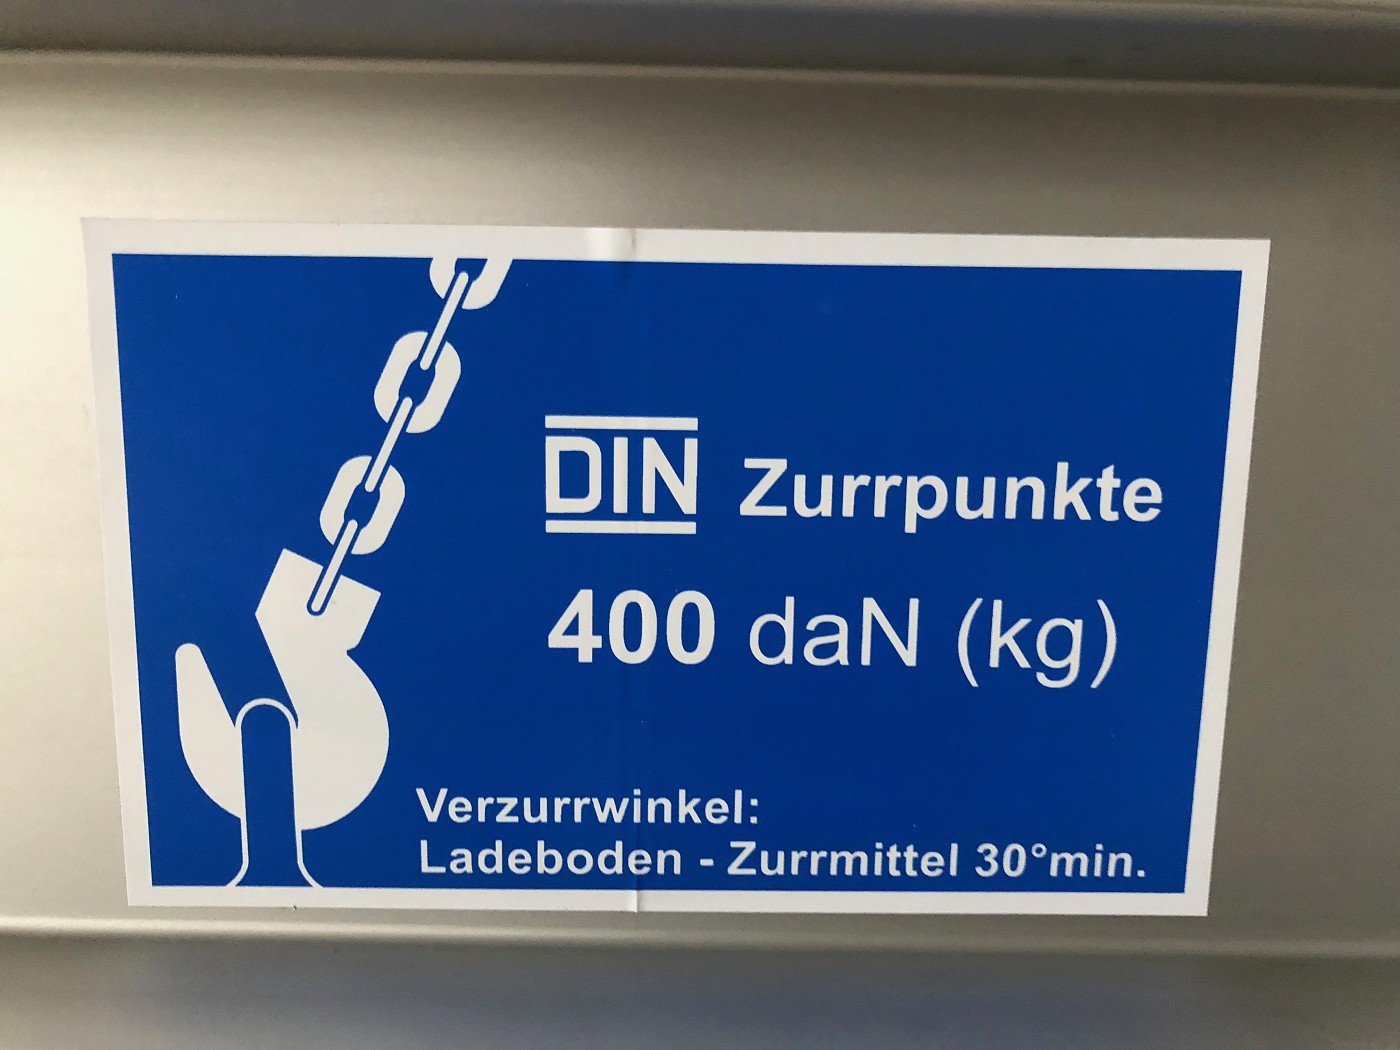 DIN Zurrpunkte
400 daN (kg)
Verzurrwinkel:
Ladeboden - Zurrmittel 30°min.